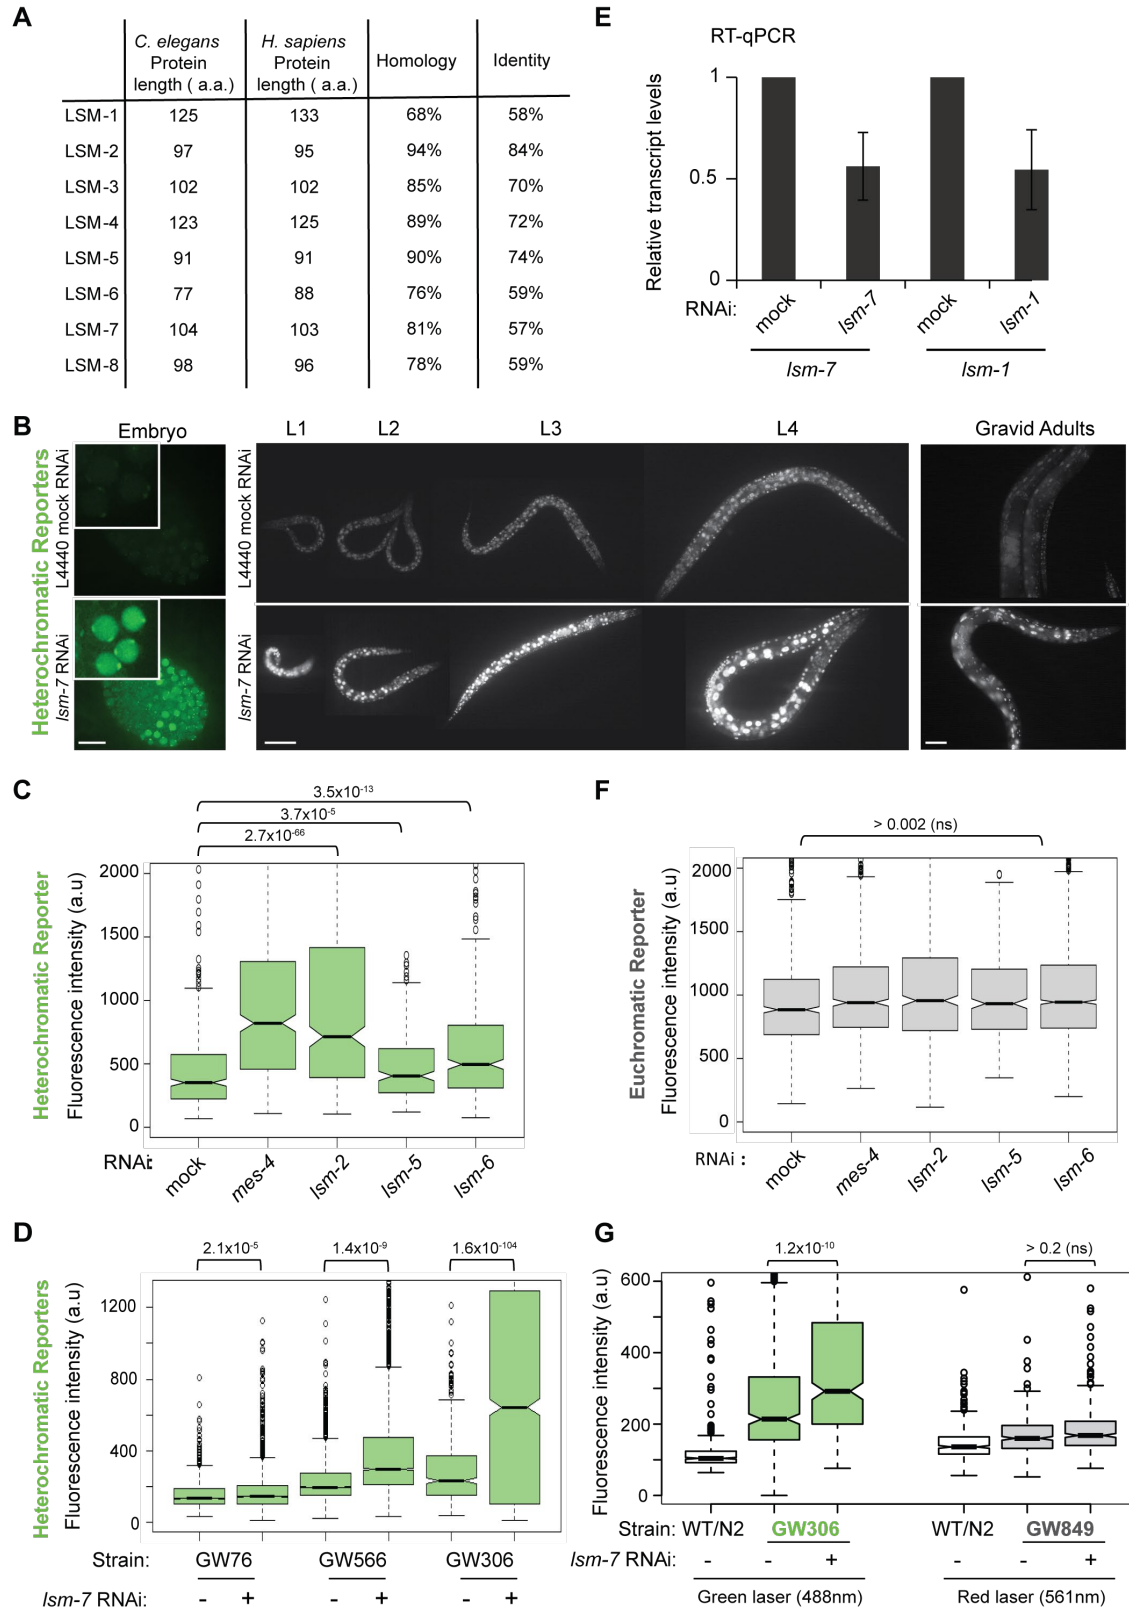 A
C. elegans Protein length ( a.a.)
H. sapiens Protein length ( a.a.)
Homology
Identity
LSM-1 125 133 68% 58%
LSM-2 97 95 94% 84%
LSM-3 102 102 85% 70%
LSM-4 123 125 89% 72%
LSM-5 91 91 90% 74%
LSM-6 77 88 76% 59%
LSM-7 104 103 81% 57%
LSM-8 98 96 78% 59%
E
RT-qPCR
Relative transcript levels
1
0.5
0
RNAi:
mock lsm-7 mock lsm-1
lsm-7 lsm-1
B
Heterochromatic Reporters
L4440 mock RNAi
lsm-7 RNAi
Embryo
L4440 mock RNAi
lsm-7 RNAi
L1 L2 L3 L4
Gravid Adults
C
Heterochromatic Reporter
Fluorescence intensity (a.u)
3.5x10⁻¹³
3.7x10⁻⁵
2.7x10⁻⁶⁶
2000
1500
1000
500
0
RNAi:
mock mes-4 lsm-2 lsm-5 lsm-6
F
Euchromatic Reporter
Fluorescence intensity (a.u)
> 0.002 (ns)
2000
1500
1000
500
0
RNAi :
mock mes-4 lsm-2 lsm-5 lsm-6
D
Heterochromatic Reporters
Fluorescence intensity (a.u)
2.1x10⁻⁵ 1.4x10⁻⁹ 1.6x10⁻¹⁰⁴
1200
800
400
0
Strain: GW76 GW566 GW306
lsm-7 RNAi: - + - + - +
G
Fluorescence intensity (a.u)
1.2x10⁻¹⁰
> 0.2 (ns)
600
400
200
0
Strain: WT/N2 GW306 WT/N2 GW849
lsm-7 RNAi: - - + - - +
Green laser (488nm) Red laser (561nm)